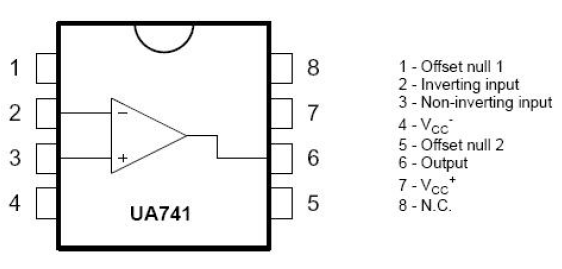 1
2
3
4
8
7
6
5
−
+
UA741
1 - Offset null 1
2 - Inverting input
3 - Non-inverting input
4 - VCC-
5 - Offset null 2
6 - Output
7 - VCC+
8 - N.C.